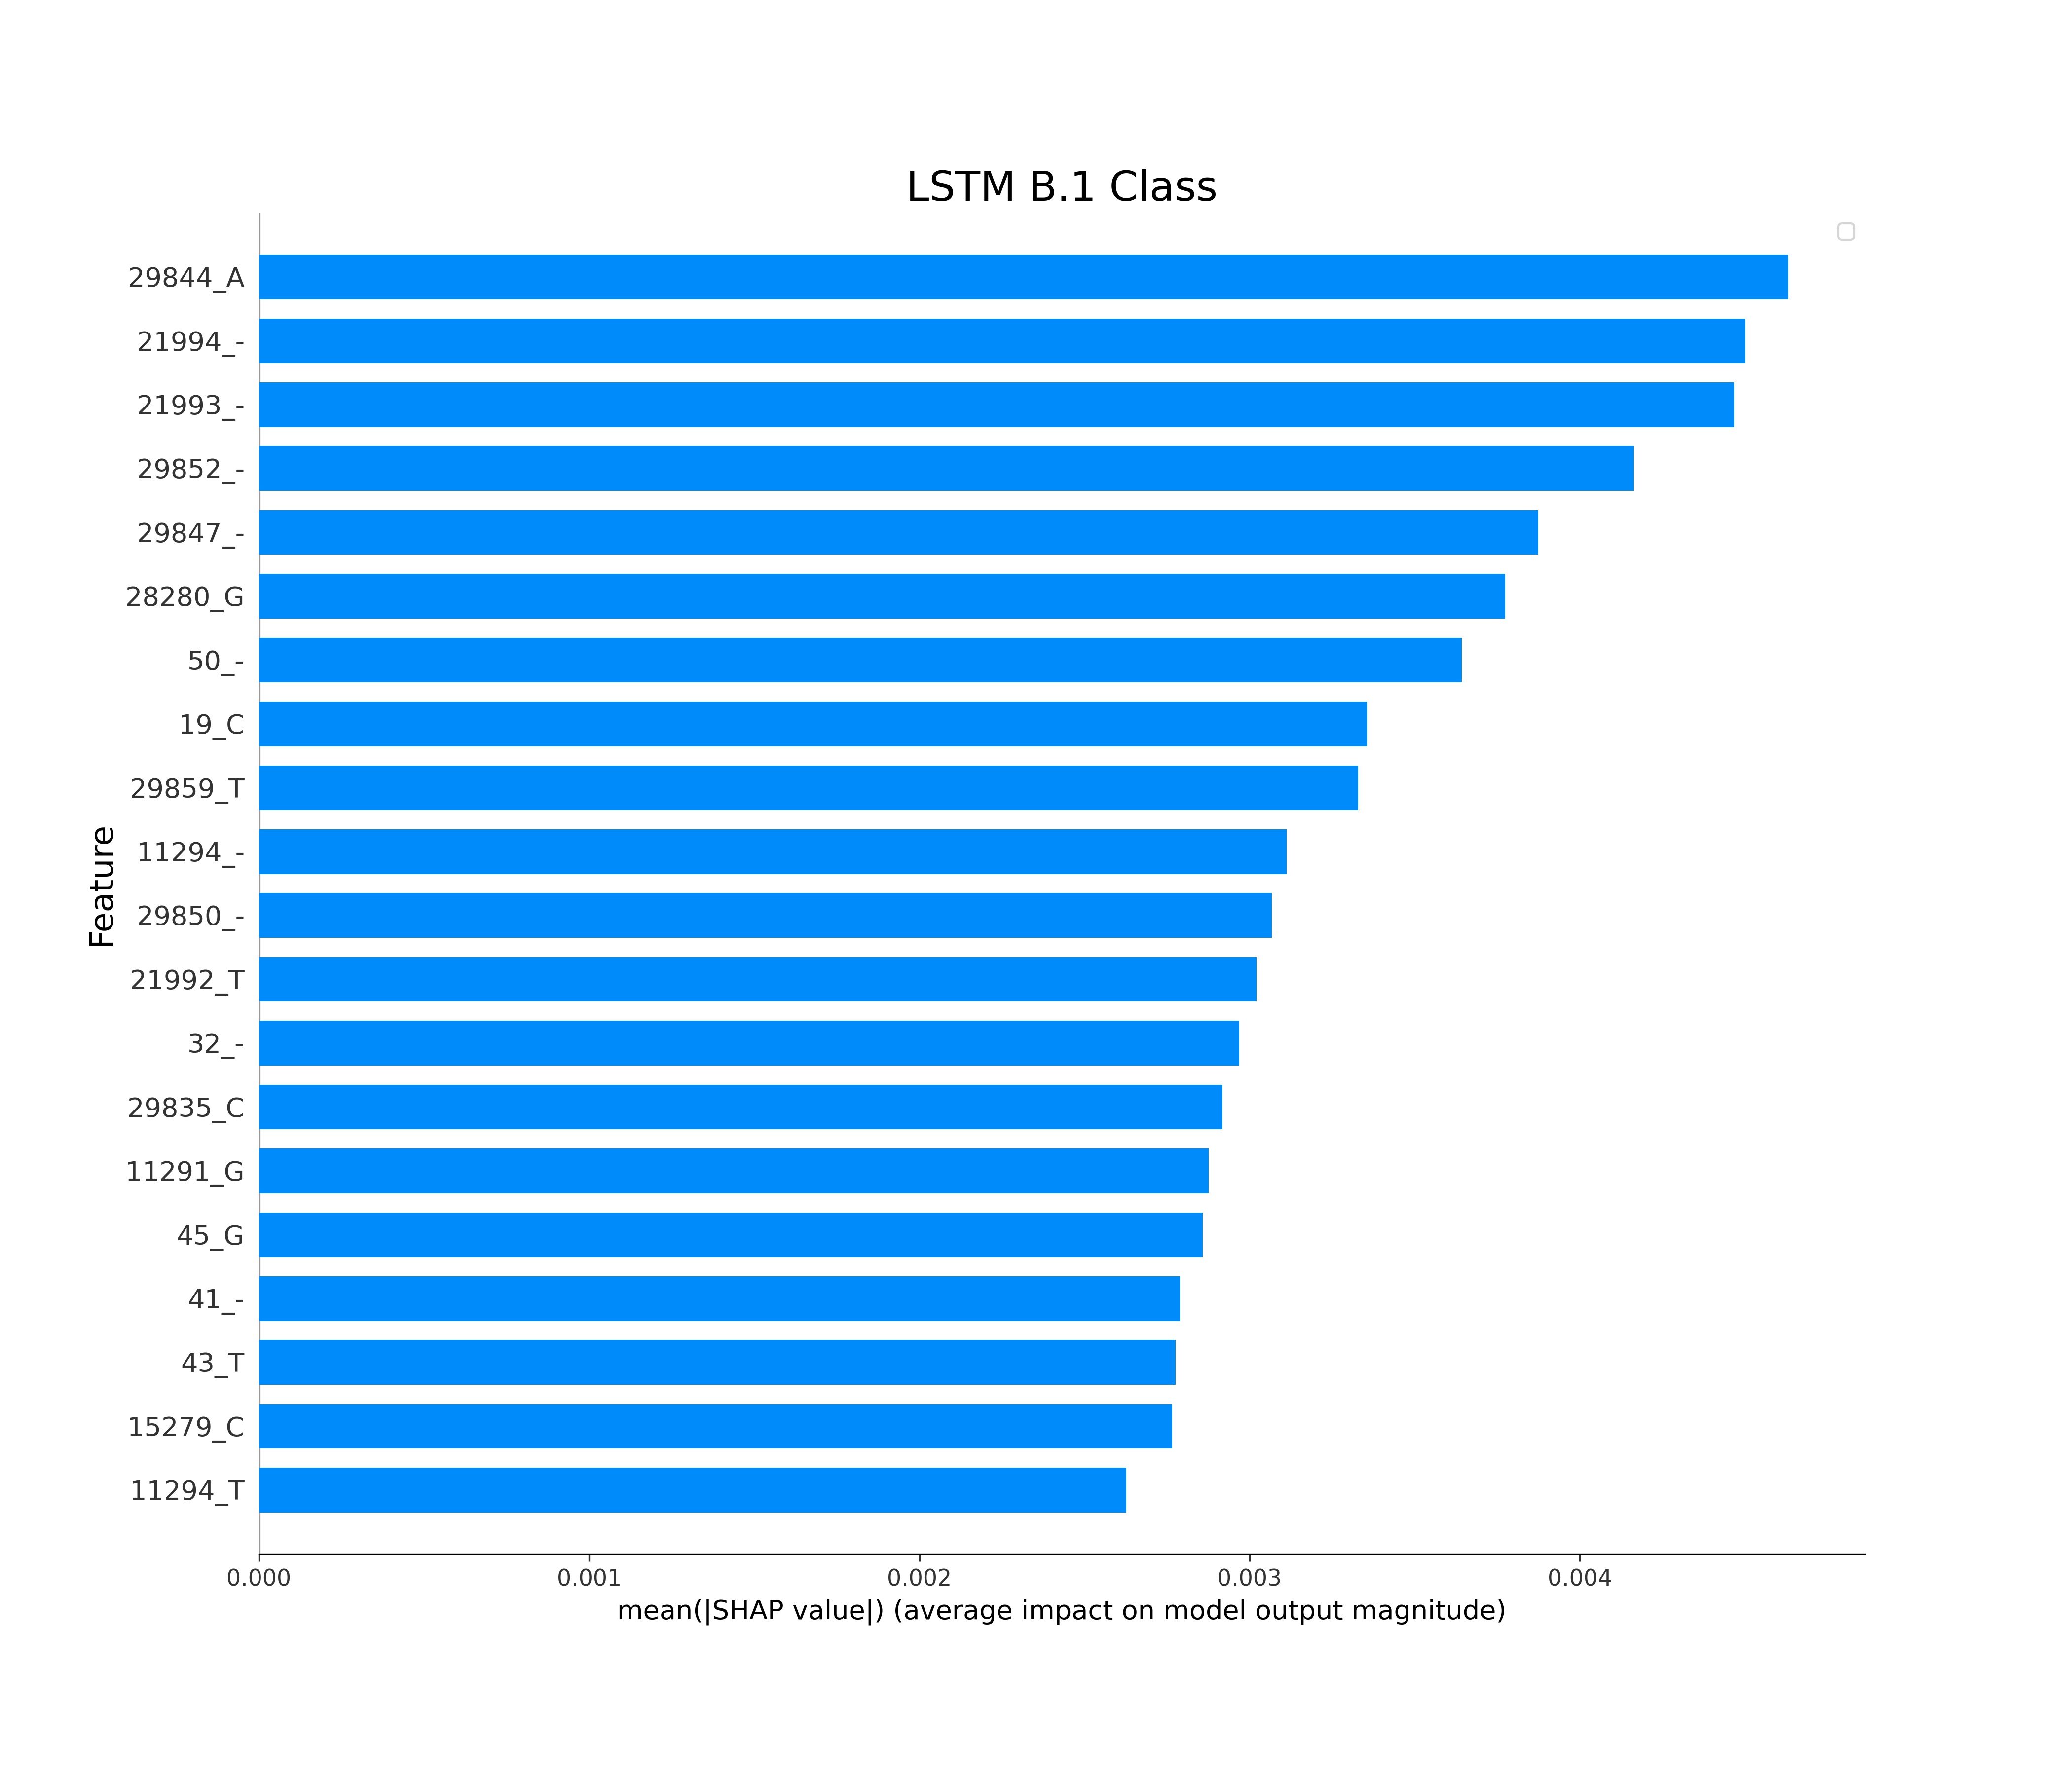 LSTM B.1 Class
29844_A
21994_-
21993_-
29852_-
29847_-
28280_G
50_-
19_C
29859_T
11294_-
29850_-
21992_T
32_-
29835_C
11291_G
45_G
41_-
43_T
15279_C
11294_T
Feature
0.000 0.001 0.002 0.003 0.004
mean(|SHAP value|) (average impact on model output magnitude)